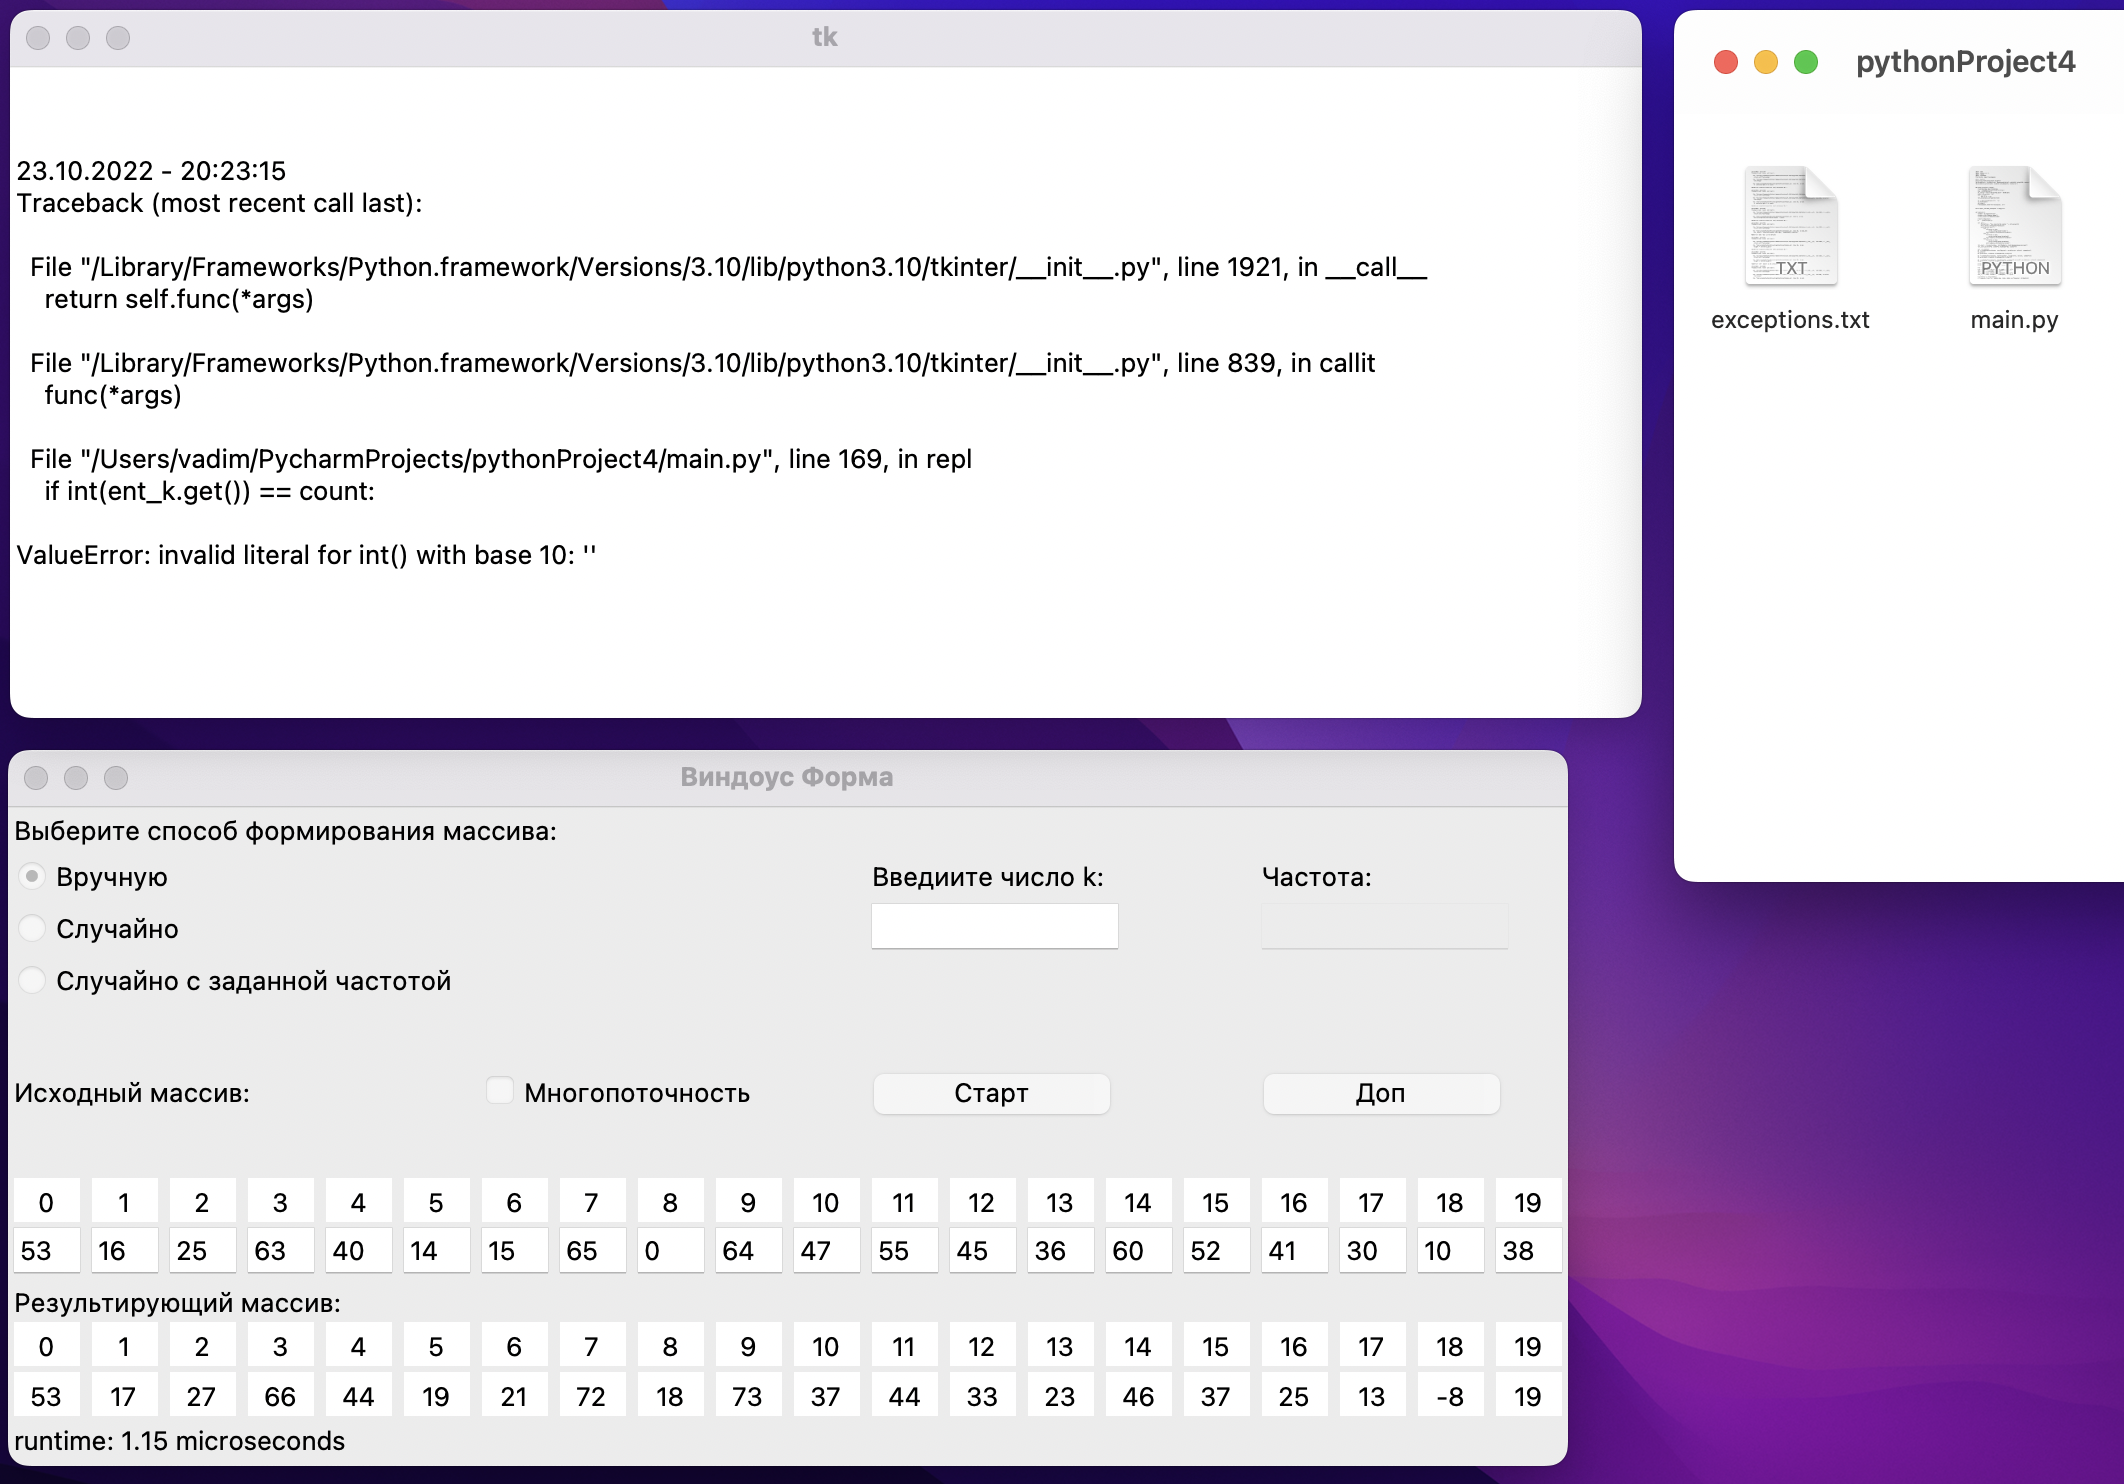 tk
23.10.2022 - 20:23:15
Traceback (most recent call last):
File "/Library/Frameworks/Python.framework/Versions/3.10/lib/python3.10/tkinter/__init__.py", line 1921, in __call__
return self.func(*args)
File "/Library/Frameworks/Python.framework/Versions/3.10/lib/python3.10/tkinter/__init__.py", line 839, in callit
func(*args)
File "/Users/vadim/PycharmProjects/pythonProject4/main.py", line 169, in repl
if int(ent_k.get()) == count:
ValueError: invalid literal for int() with base 10: ''
pythonProject4
TXT PYTHON
exceptions.txt main.py
Виндоус Форма
Выберите способ формирования массива:
Вручную Введиите число k: Частота:
Случайно
Случайно с заданной частотой
Исходный массив: Многопоточность Старт Доп
0 1 2 3 4 5 6 7 8 9 10 11 12 13 14 15 16 17 18 19
53 16 25 63 40 14 15 65 0 64 47 55 45 36 60 52 41 30 10 38
Результирующий массив:
0 1 2 3 4 5 6 7 8 9 10 11 12 13 14 15 16 17 18 19
53 17 27 66 44 19 21 72 18 73 37 44 33 23 46 37 25 13 -8 19
runtime: 1.15 microseconds